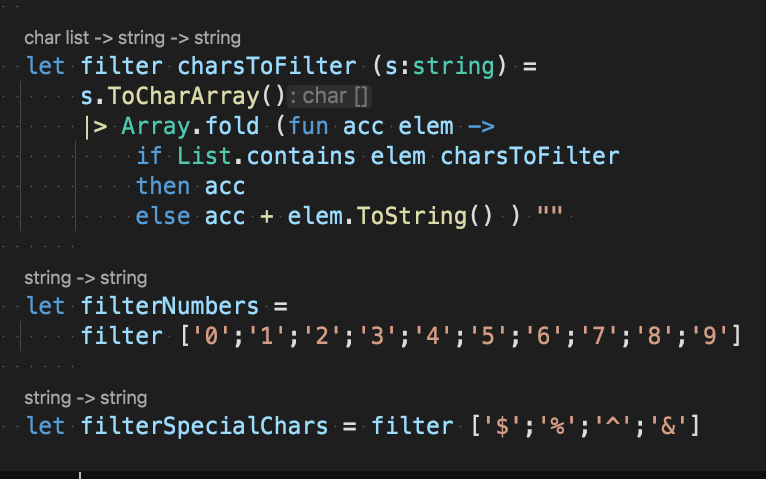 char list -> string -> string
let filter charsToFilter (s:string) =
s.ToCharArray() : char []
|> Array.fold (fun acc elem ->
if List.contains elem charsToFilter
then acc
else acc + elem.ToString() ) ""
string -> string
let filterNumbers =
filter ['0';'1';'2';'3';'4';'5';'6';'7';'8';'9']
string -> string
let filterSpecialChars = filter ['$';'%';'^';'&']